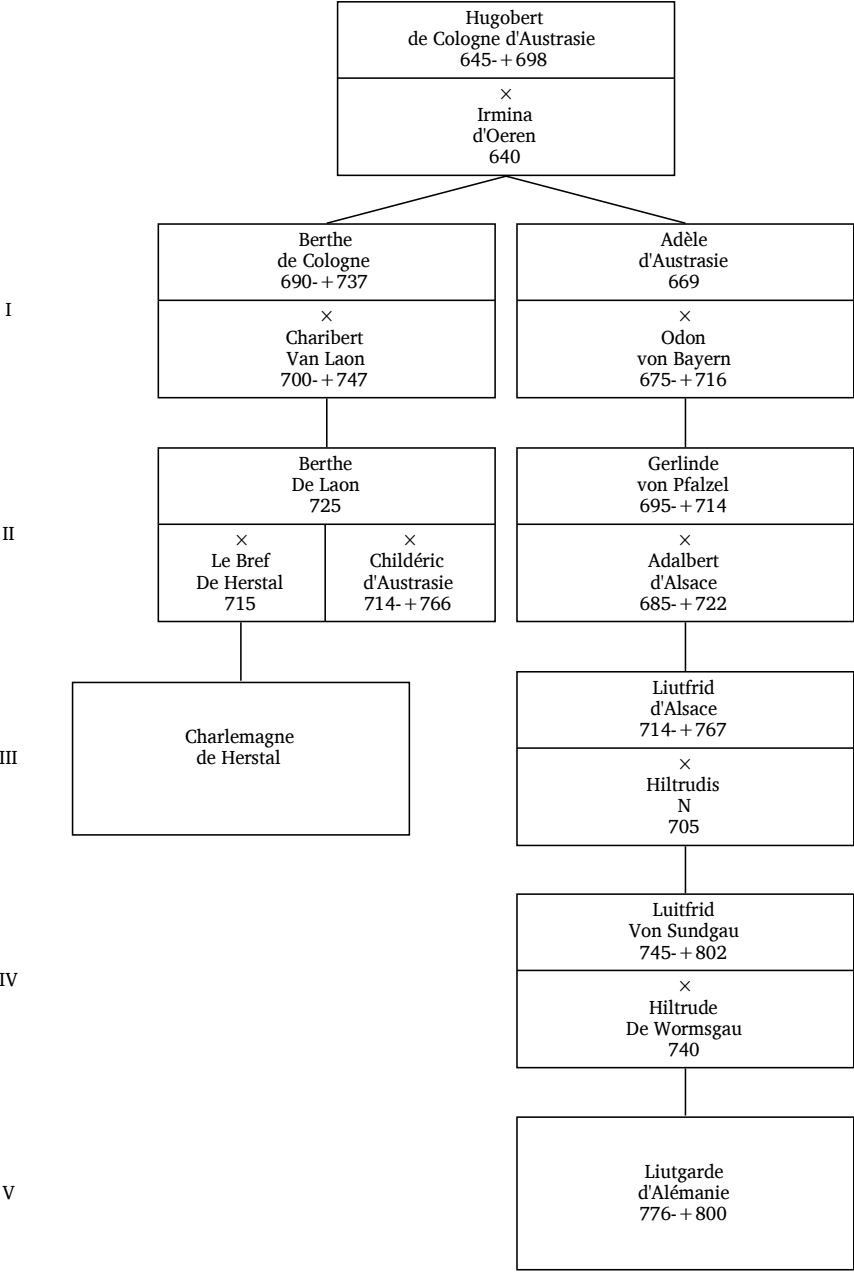 Hugobert
de Cologne d'Austrasie
645-+698
×
Irmina
d'Oeren
640
I
Berthe
de Cologne
690-+737
×
Charibert
Van Laon
700-+747
Adèle
d'Austrasie
669
×
Odon
von Bayern
675-+716
II
Berthe
De Laon
725
×
Le Bref
De Herstal
715
×
Childéric
d'Austrasie
714-+766
Gerlinde
von Pfalzel
695-+714
×
Adalbert
d'Alsace
685-+722
III
Charlemagne
de Herstal
Liutfrid
d'Alsace
714-+767
×
Hiltrudis
N
705
IV
Luitfrid
Von Sundgau
745-+802
×
Hiltrude
De Wormsgau
740
V
Liutgarde
d'Alémanie
776-+800